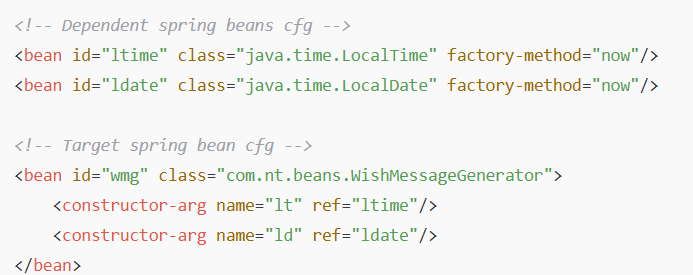 <!-- Dependent spring beans cfg -->
<bean id="ltime" class="java.time.LocalTime" factory-method="now"/>
<bean id="ldate" class="java.time.LocalDate" factory-method="now"/>
<!-- Target spring bean cfg -->
<bean id="wmg" class="com.nt.beans.WishMessageGenerator">
<constructor-arg name="lt" ref="ltime"/>
<constructor-arg name="ld" ref="ldate"/>
</bean>